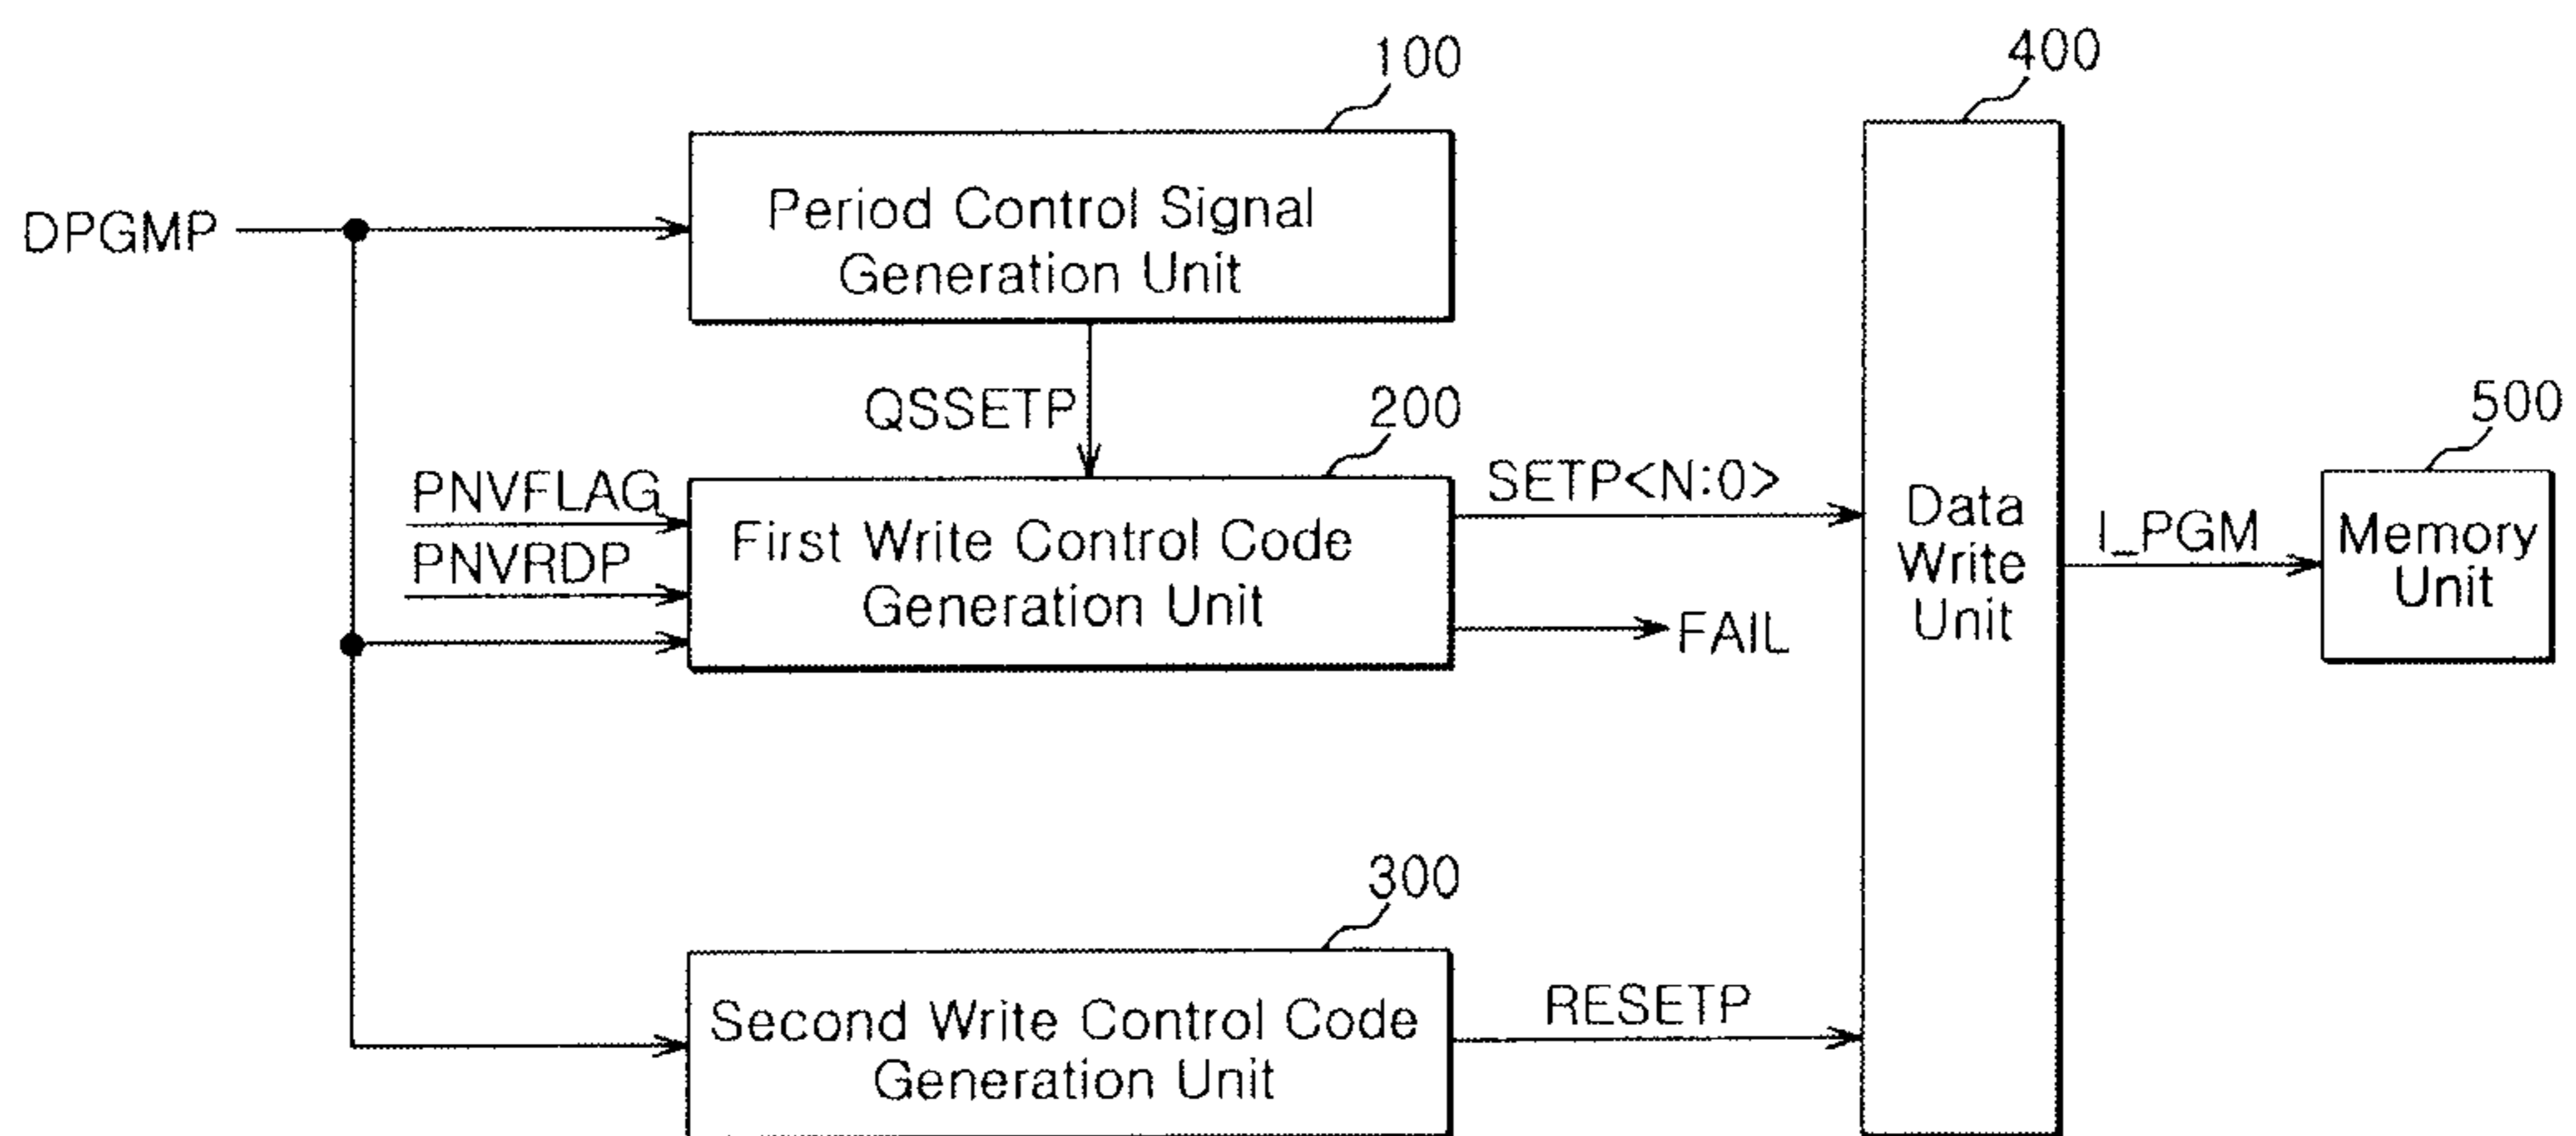 100
400
Period Control Signal
Generation Unit
DPGMP
QSSETP
200
500
PNVFLAG
PNVRDP
First Write Control Code
Generation Unit
SETP<N:0>
FAIL
Data
Write
Unit
I_PGM
Memory
Unit
300
Second Write Control Code
Generation Unit
RESETP